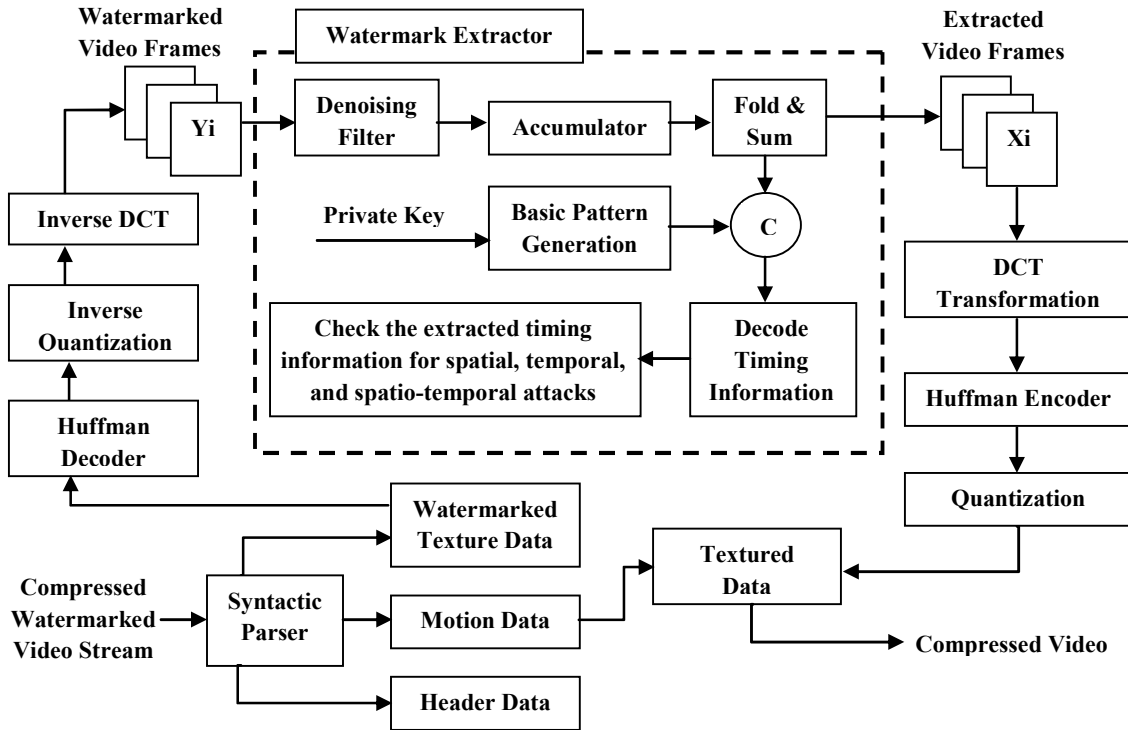 Watermarked
Video Frames
Watermark Extractor
Extracted
Video Frames
Yi
Denoising
Filter
Accumulator
Fold &
Sum
Xi
Inverse DCT
Private Key
Basic Pattern
Generation
C
DCT
Transformation
Inverse
Quantization
Check the extracted timing
information for spatial, temporal,
and spatio-temporal attacks
Decode
Timing
Information
Huffman Encoder
Huffman
Decoder
Quantization
Watermarked
Texture Data
Textured
Data
Compressed
Watermarked
Video Stream
Syntactic
Parser
Motion Data
Compressed Video
Header Data